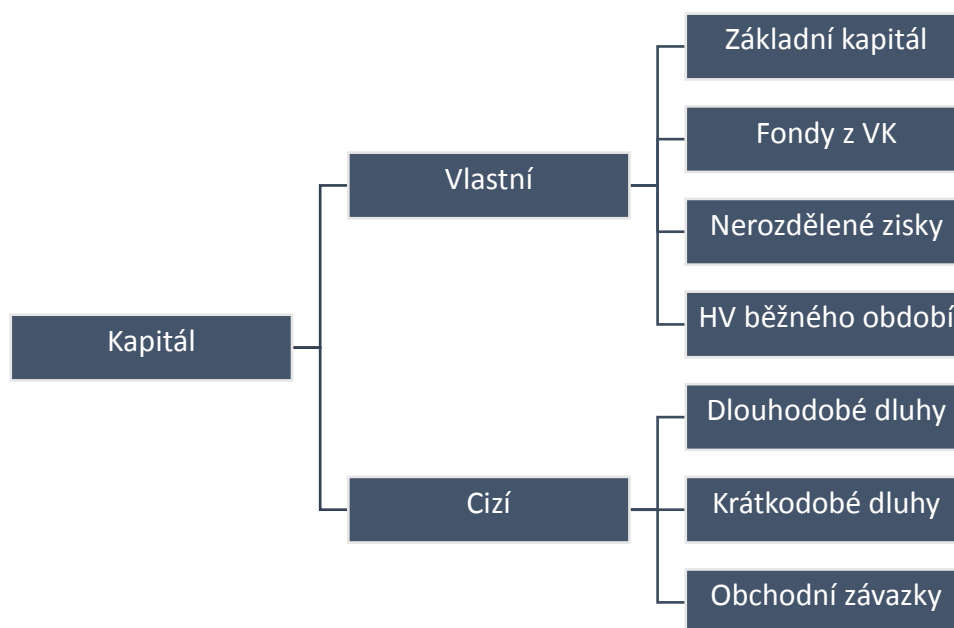 Kapitál
Vlastní
Základní kapitál
Fondy z VK
Nerozdělené zisky
HV běžného období
Cizí
Dlouhodobé dluhy
Krátkodobé dluhy
Obchodní závazky